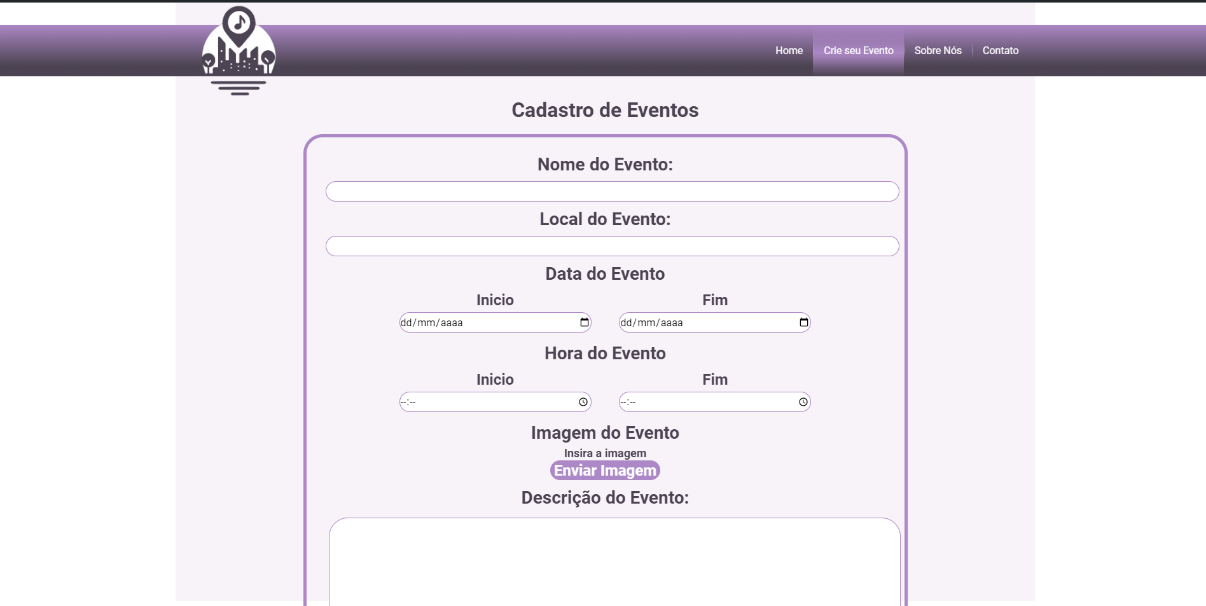 Home Crie seu Evento Sobre Nós Contato
Cadastro de Eventos
Nome do Evento:
Local do Evento:
Data do Evento
Inicio Fim
dd/mm/aaaa dd/mm/aaaa
Hora do Evento
Inicio Fim
--:-- --:--
Imagem do Evento
Insira a imagem
Enviar Imagem
Descrição do Evento: